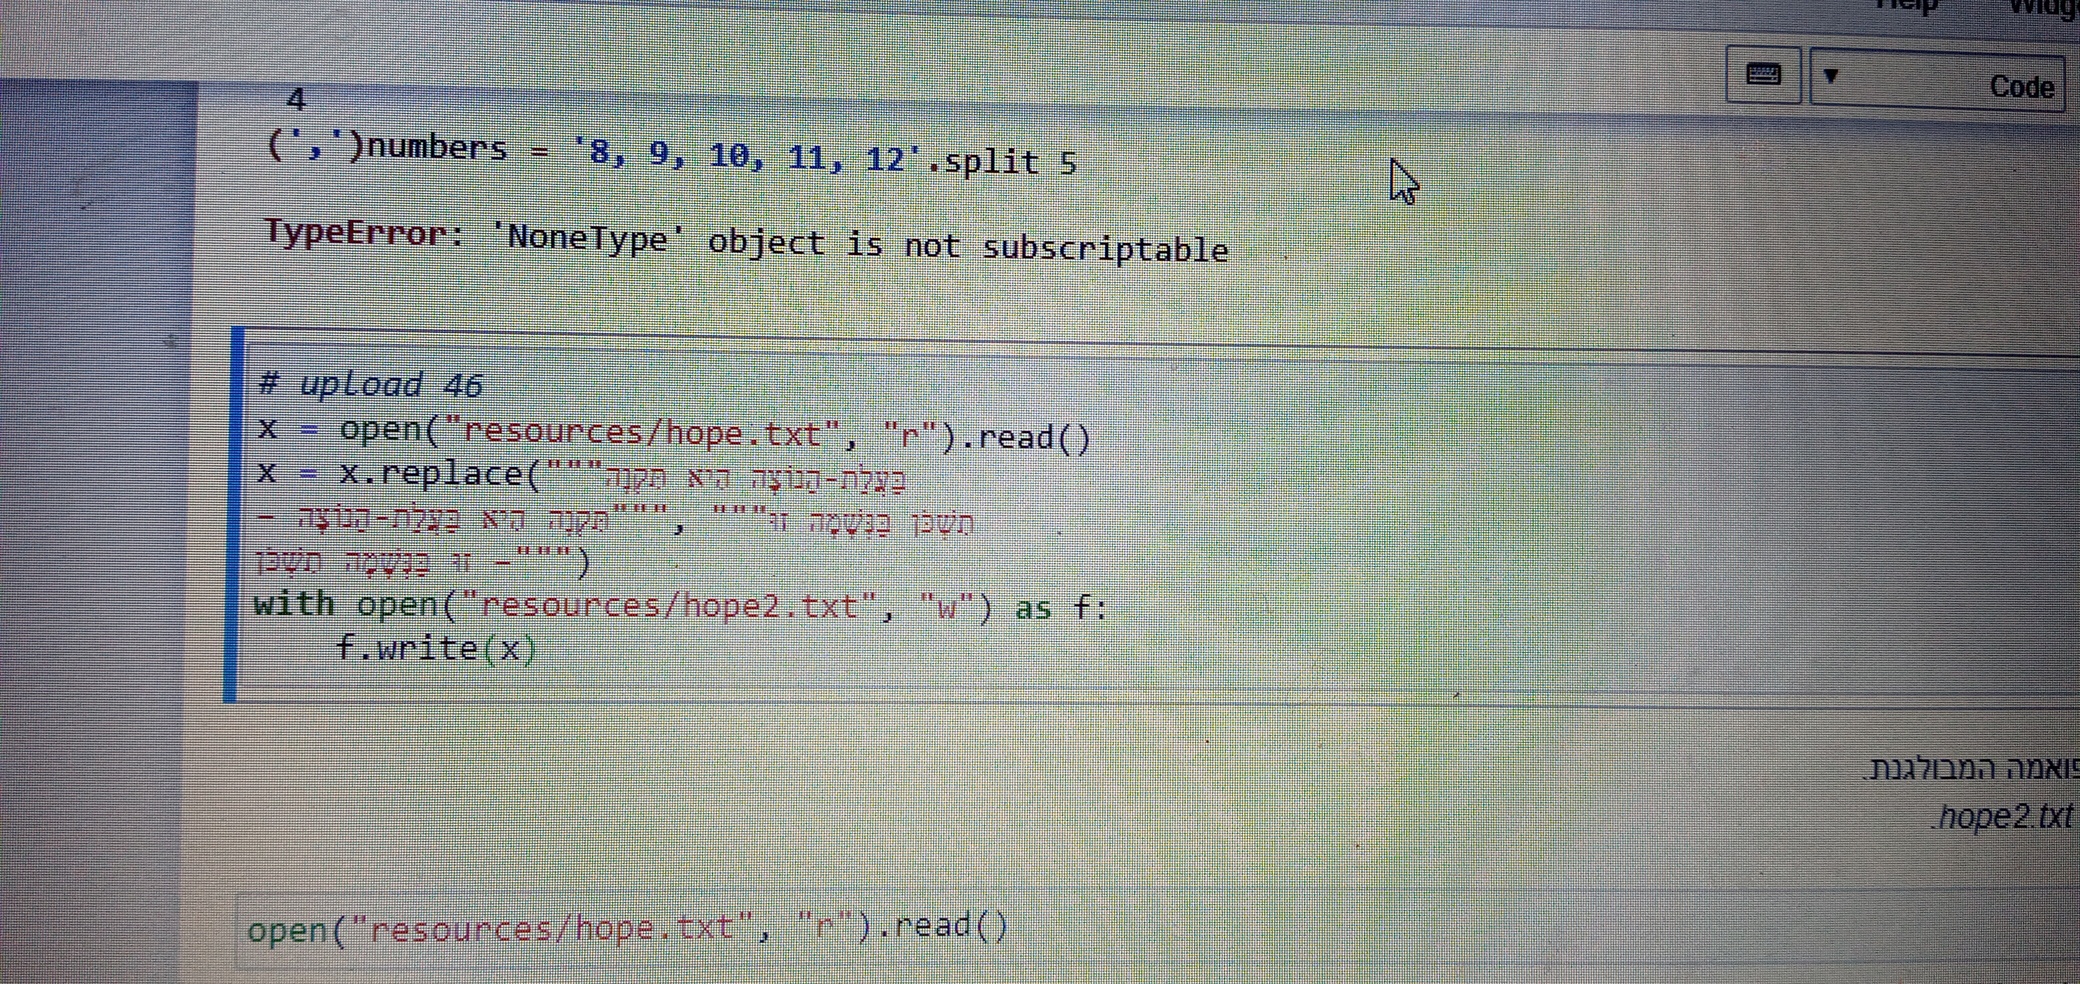 Help
Code
4
(',')numbers = '8, 9, 10, 11, 12'.split 5
TypeError: 'NoneType' object is not subscriptable
# upload 46
x = open("resources/hope.txt", "r").read()
x = x.replace("""הַתִּקְוָה הִיא בַּעֲלַת-הַנּוֹצָה
תִּשְׁכֹּן בַּנְּשָׁמָה זוֹ""", """תִּקְוָה הִיא בַּעֲלַת-הַנּוֹצָה –
זוֹ בַּנְּשָׁמָה תִּשְׁכֹּן –""")
with open("resources/hope2.txt", "w") as f:
f.write(x)
המבולגנת.
hope2.txt.
open("resources/hope.txt", "r").read()